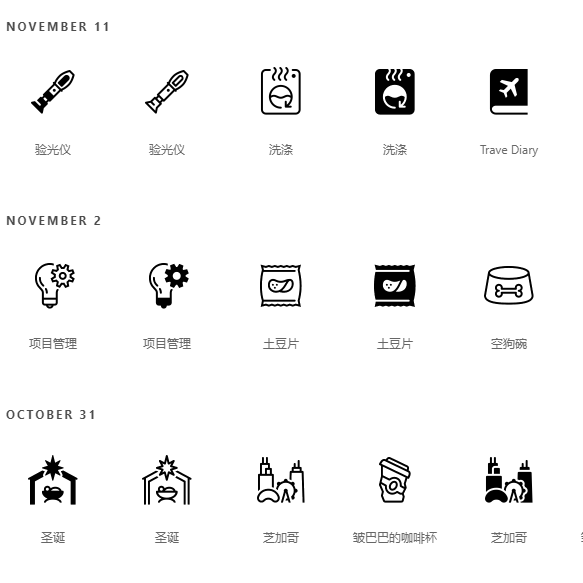 NOVEMBER 11
验光仪 验光仪 洗涤 洗涤 Trave Diary
NOVEMBER 2
项目管理 项目管理 土豆片 土豆片 空狗碗
OCTOBER 31
圣诞 圣诞 芝加哥 皱巴巴的咖啡杯 芝加哥